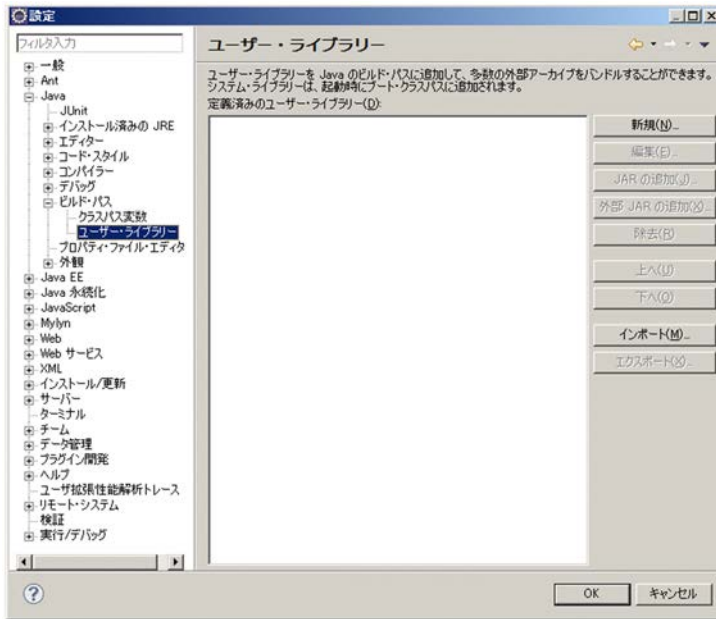 設定
フィルタ入力
一般
Ant
Java
JUnit
インストール済みの JRE
エディター
コード・スタイル
コンパイラー
デバッグ
ビルド・パス
クラスパス変数
ユーザー・ライブラリー
プロパティ・ファイル・エディタ
外観
Java EE
Java 永続化
JavaScript
Mylyn
Web
Web サービス
XML
インストール/更新
サーバー
ターミナル
チーム
データ管理
プラグイン開発
ヘルプ
ユーザ拡張性能解析トレース
リモート・システム
検証
実行/デバッグ
ユーザー・ライブラリー
ユーザー・ライブラリーを Java のビルド・パスに追加して、多数の外部アーカイブをバンドルすることができます。
システム・ライブラリーは、起動時にブート・クラスパスに追加されます。
定義済みのユーザー・ライブラリー(D):
新規(N)...
編集(E)...
JAR の追加(J)...
外部 JAR の追加(X)...
除去(R)
上へ(U)
下へ(O)
インポート(M)...
エクスポート(X)...
OK
キャンセル